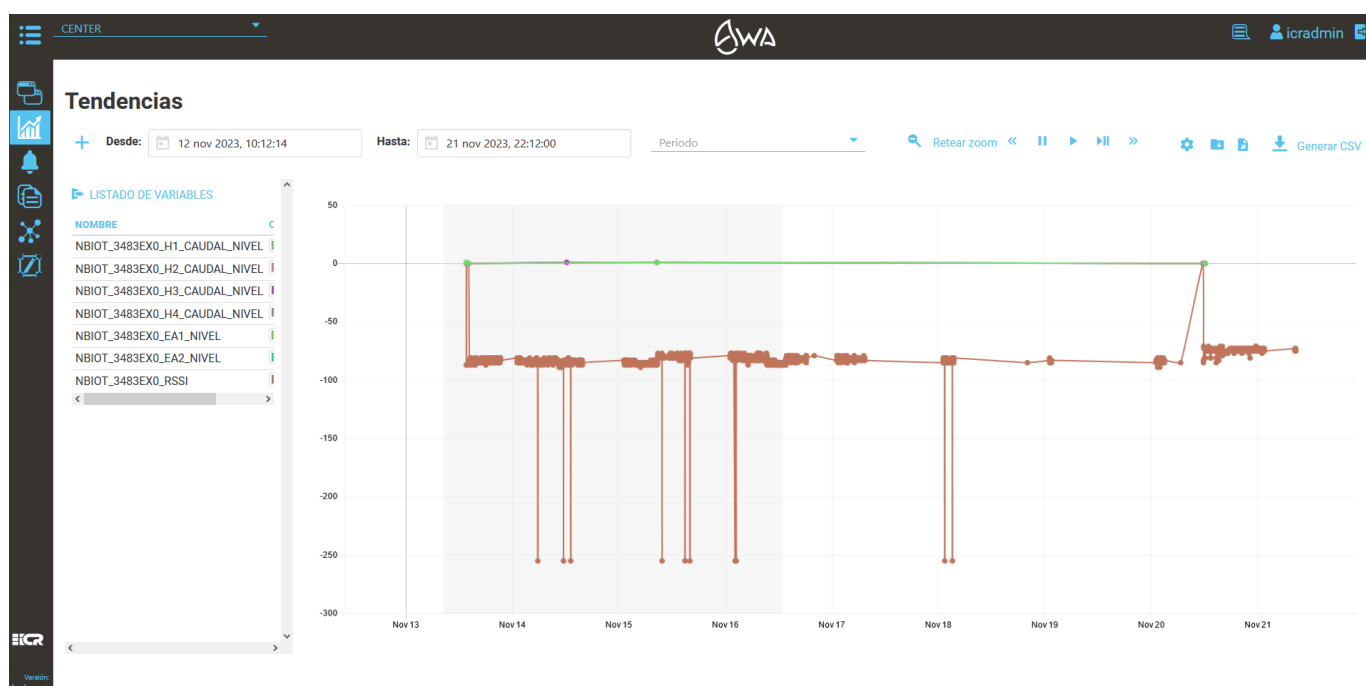 CENTER
AWA
icradmin
Tendencias
Desde: 12 nov 2023, 10:12:14 Hasta: 21 nov 2023, 22:12:00 Periodo Retear zoom Generar CSV
LISTADO DE VARIABLES
NOMBRE C
NBIOT_3483EX0_H1_CAUDAL_NIVEL
NBIOT_3483EX0_H2_CAUDAL_NIVEL
NBIOT_3483EX0_H3_CAUDAL_NIVEL
NBIOT_3483EX0_H4_CAUDAL_NIVEL
NBIOT_3483EX0_EA1_NIVEL
NBIOT_3483EX0_EA2_NIVEL
NBIOT_3483EX0_RSSI
50
0
-50
-100
-150
-200
-250
-300
Nov 13 Nov 14 Nov 15 Nov 16 Nov 17 Nov 18 Nov 19 Nov 20 Nov 21
ICR
Versión: